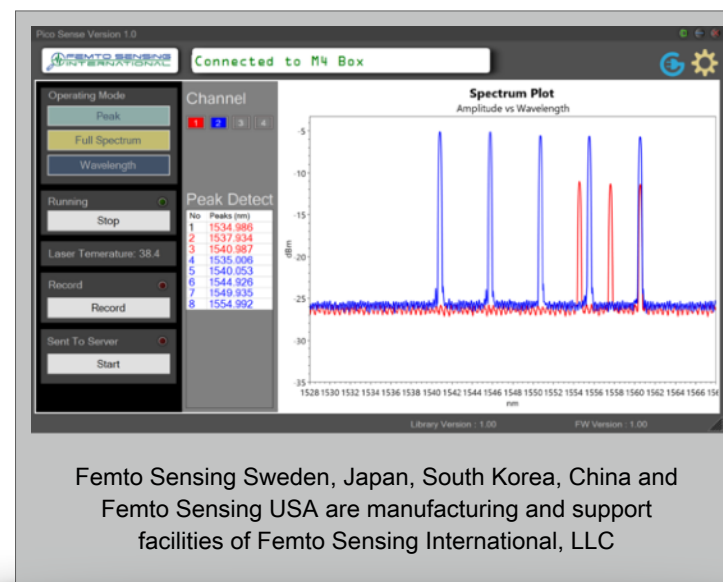 Pico Sense Version 1.0
FEMTO SENSING
INTERNATIONAL
Connected to M4 Box
Operating Mode
Peak
Full Spectrum
Wavelength
Running
Stop
Laser Temerature: 38.4
Record
Record
Sent To Server
Start
Channel
1 2 3 4
Peak Detect
No Peaks (nm)
1 1534.986
2 1537.934
3 1540.987
4 1535.006
5 1540.053
6 1544.926
7 1549.935
8 1554.992
Spectrum Plot
Amplitude vs Wavelength
-5
-10
-15
dBm
-20
-25
-30
-35
1528 1530 1532 1534 1536 1538 1540 1542 1544 1546 1548 1550 1552 1554 1556 1558 1560 1562 1564 1566
nm
Library Version : 1.00
FW Version : 1.00
Femto Sensing Sweden, Japan, South Korea, China and
Femto Sensing USA are manufacturing and support
facilities of Femto Sensing International, LLC